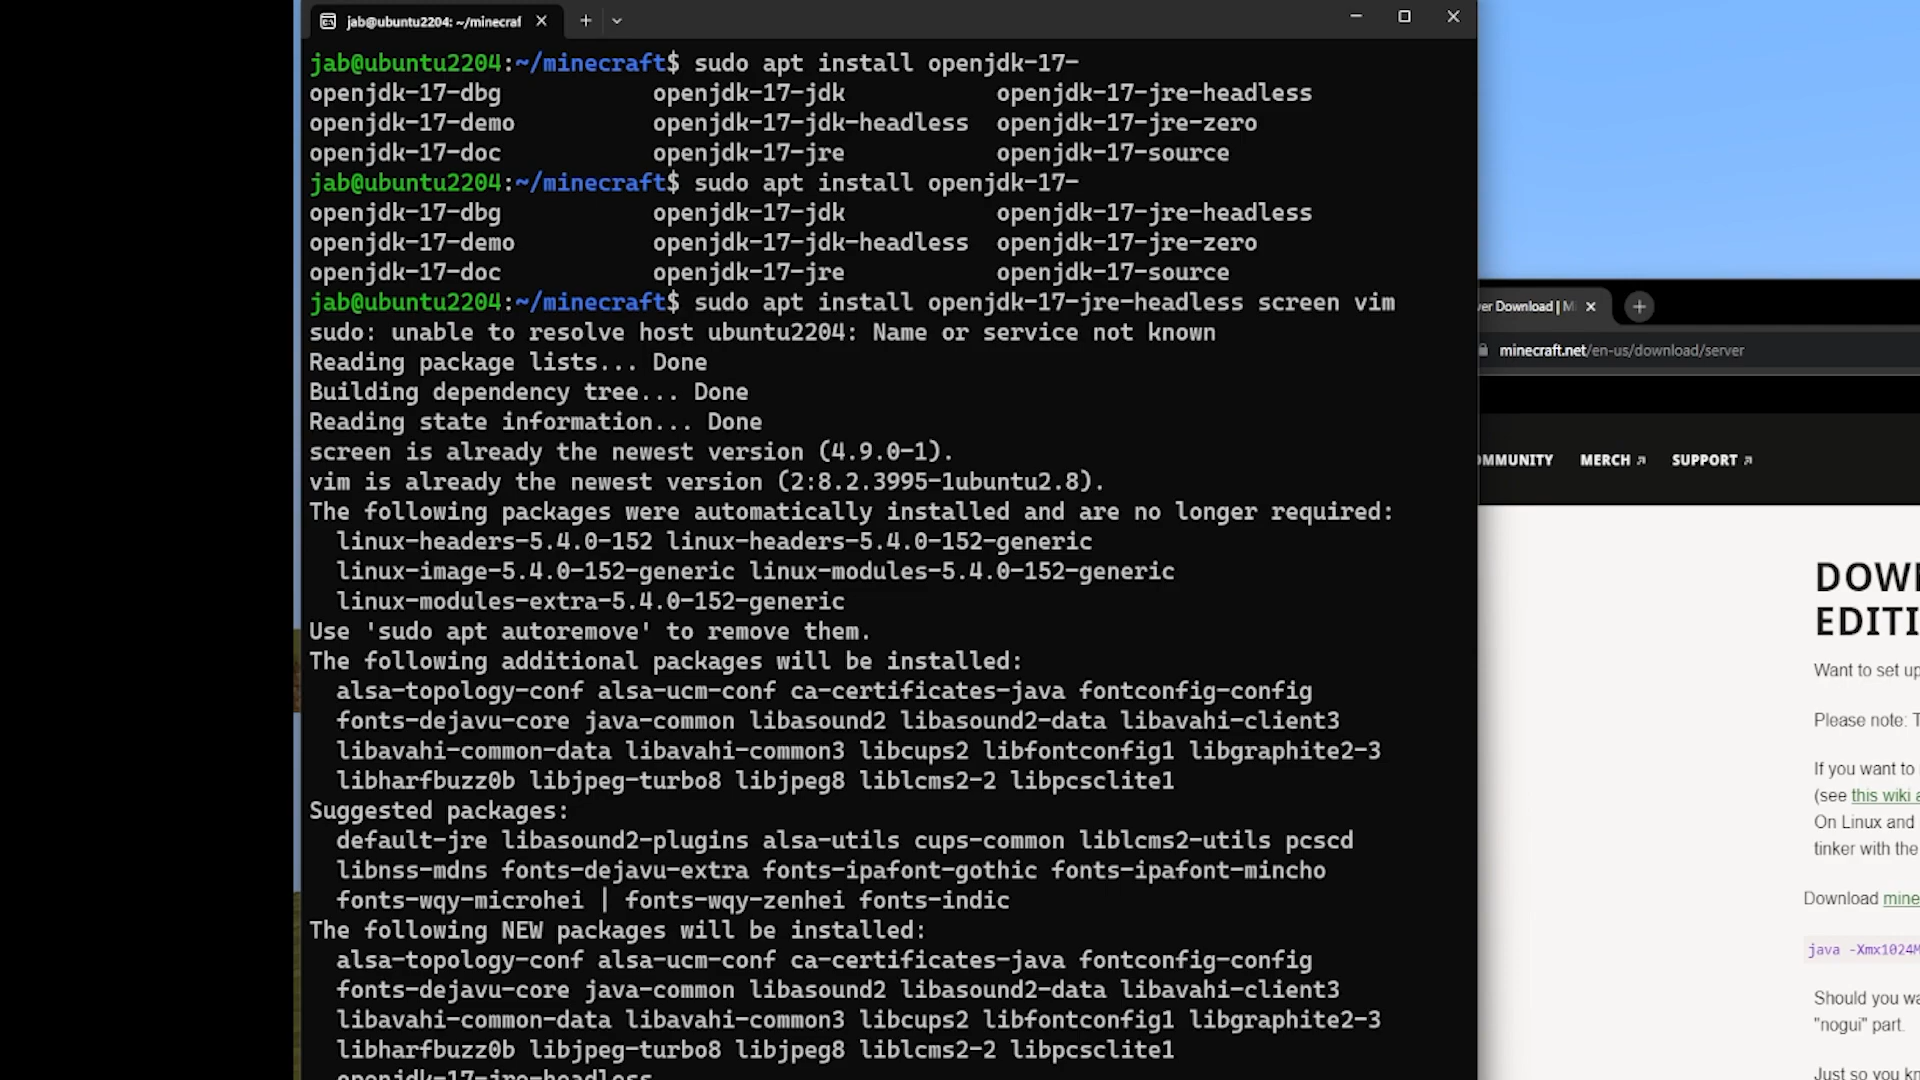 jab@ubuntu2204: ~/minecraf
jab@ubuntu2204:~/minecraft$ sudo apt install openjdk-17-
openjdk-17-dbg openjdk-17-jdk openjdk-17-jre-headless
openjdk-17-demo openjdk-17-jdk-headless openjdk-17-jre-zero
openjdk-17-doc openjdk-17-jre openjdk-17-source
jab@ubuntu2204:~/minecraft$ sudo apt install openjdk-17-
openjdk-17-dbg openjdk-17-jdk openjdk-17-jre-headless
openjdk-17-demo openjdk-17-jdk-headless openjdk-17-jre-zero
openjdk-17-doc openjdk-17-jre openjdk-17-source
jab@ubuntu2204:~/minecraft$ sudo apt install openjdk-17-jre-headless screen vim
sudo: unable to resolve host ubuntu2204: Name or service not known
Reading package lists... Done
Building dependency tree... Done
Reading state information... Done
screen is already the newest version (4.9.0-1).
vim is already the newest version (2:8.2.3995-1ubuntu2.8).
The following packages were automatically installed and are no longer required:
linux-headers-5.4.0-152 linux-headers-5.4.0-152-generic
linux-image-5.4.0-152-generic linux-modules-5.4.0-152-generic
linux-modules-extra-5.4.0-152-generic
Use 'sudo apt autoremove' to remove them.
The following additional packages will be installed:
alsa-topology-conf alsa-ucm-conf ca-certificates-java fontconfig-config
fonts-dejavu-core java-common libasound2 libasound2-data libavahi-client3
libavahi-common-data libavahi-common3 libcups2 libfontconfig1 libgraphite2-3
libharfbuzz0b libjpeg-turbo8 libjpeg8 liblcms2-2 libpcsclite1
Suggested packages:
default-jre libasound2-plugins alsa-utils cups-common liblcms2-utils pcscd
libnss-mdns fonts-dejavu-extra fonts-ipafont-gothic fonts-ipafont-mincho
fonts-wqy-microhei | fonts-wqy-zenhei fonts-indic
The following NEW packages will be installed:
alsa-topology-conf alsa-ucm-conf ca-certificates-java fontconfig-config
fonts-dejavu-core java-common libasound2 libasound2-data libavahi-client3
libavahi-common-data libavahi-common3 libcups2 libfontconfig1 libgraphite2-3
libharfbuzz0b libjpeg-turbo8 libjpeg8 liblcms2-2 libpcsclite1
openjdk-17-jre-headless
ver Download | M
minecraft.net/en-us/download/server
OMMUNITY MERCH SUPPORT
DOW
EDITI
Want to set up
Please note: T
If you want to
(see this wiki a
On Linux and
tinker with the
Download mine
java -Xmx1024M
Should you wa
"nogui" part.
Just so you kn